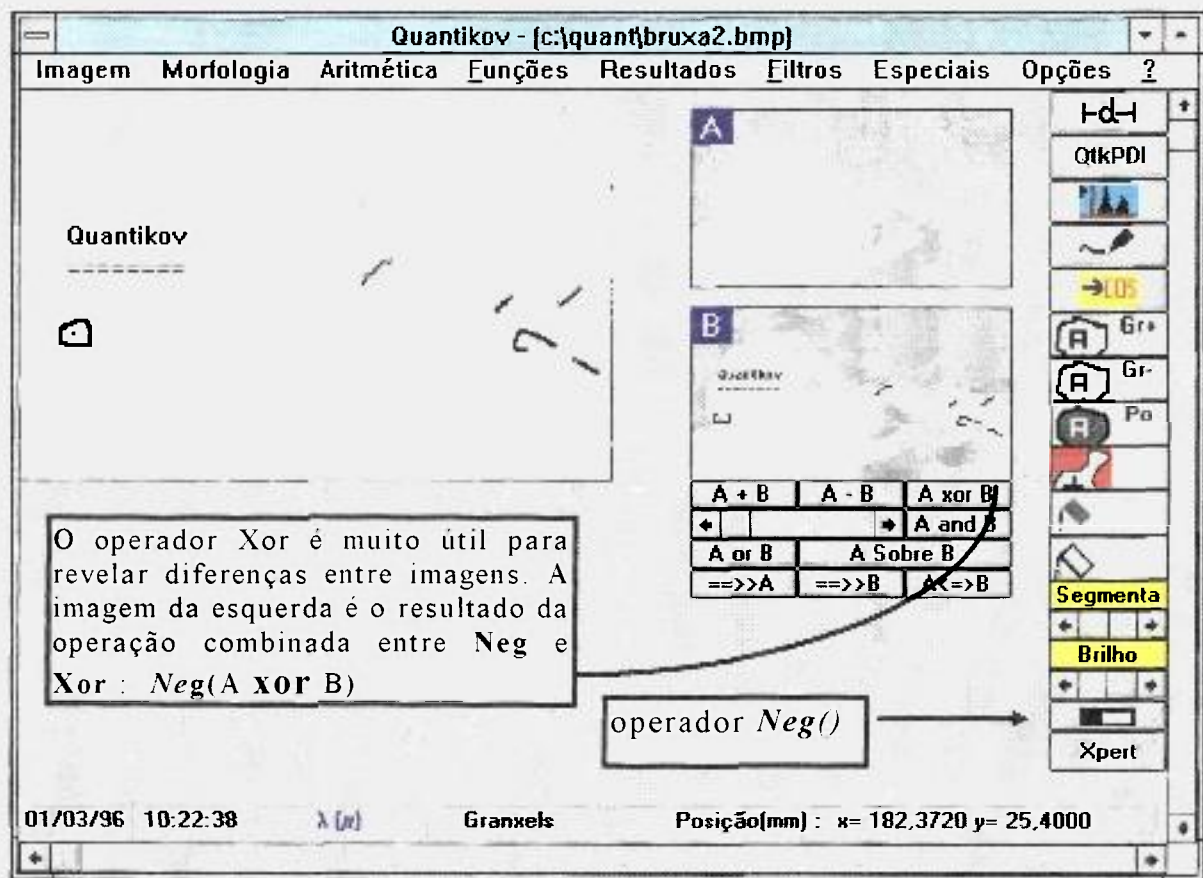 Quantikov - (c:\quant\bruxa2.bmp)
Imagem Morfologia Aritmética Funções Resultados Filtros Especiais Opções ?
Quantikov
A
B
Quantikov
A + B A - B A xor B
A and B
A or B A Sobre B
==>>A ==>>B A<=>B
├d┤
QtkPDI
➔COS
A Gr+
A Gr-
A Po
Segmenta
Brilho
Xpert
O operador Xor é muito útil para
revelar diferenças entre imagens. A
imagem da esquerda é o resultado da
operação combinada entre Neg e
Xor : Neg(A xor B)
operador Neg()
01/03/96 10:22:38 λ (μ) Granxels Posição(mm) : x= 182,3720 y= 25,4000